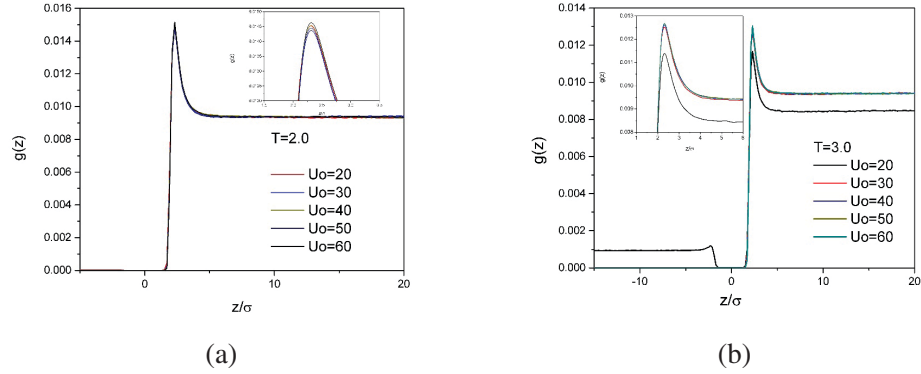 0.016
0.014
0.012
0.010
0.008
0.006
0.004
0.002
0.000
g(z)
0
5
10
15
20
z/σ
g(z)
T=2.0
Uo=20
Uo=30
Uo=40
Uo=50
Uo=60
(a)
0.014
0.012
0.010
0.008
0.006
0.004
0.002
0.000
g(z)
-10
0
10
20
z/σ
0.013
0.012
0.011
0.010
0.009
0.008
g(z)
1
2
3
4
5
6
z/σ
T=3.0
Uo=20
Uo=30
Uo=40
Uo=50
Uo=60
(b)